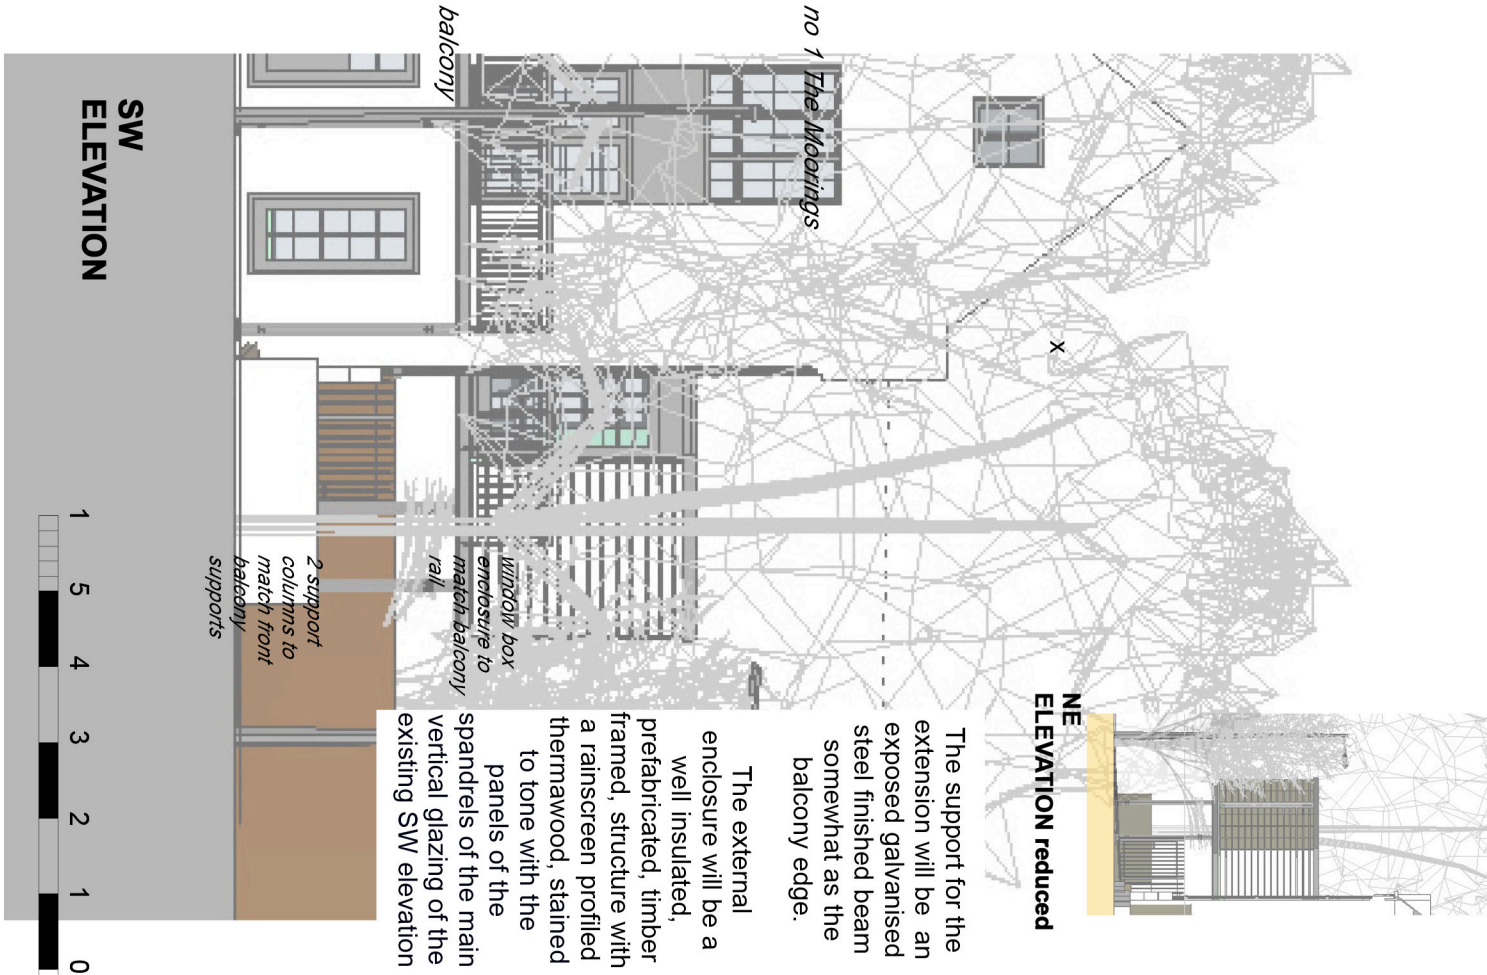 NE
ELEVATION reduced
x
The support for the
extension will be an
exposed galvanised
steel finished beam
somewhat as the
balcony edge.
no 1 The Moorings
The external
enclosure will be a
well insulated,
prefabricated, timber
framed, structure with
a rainscreen profiled
thermawood, stained
to tone with the
panels of the
spandrels of the main
vertical glazing of the
existing SW elevation
balcony
window box
enclosure to
match balcony
rail
2 support
columns to
match front
balcony
supports
SW
ELEVATION
1 5 4 3 2 1 0